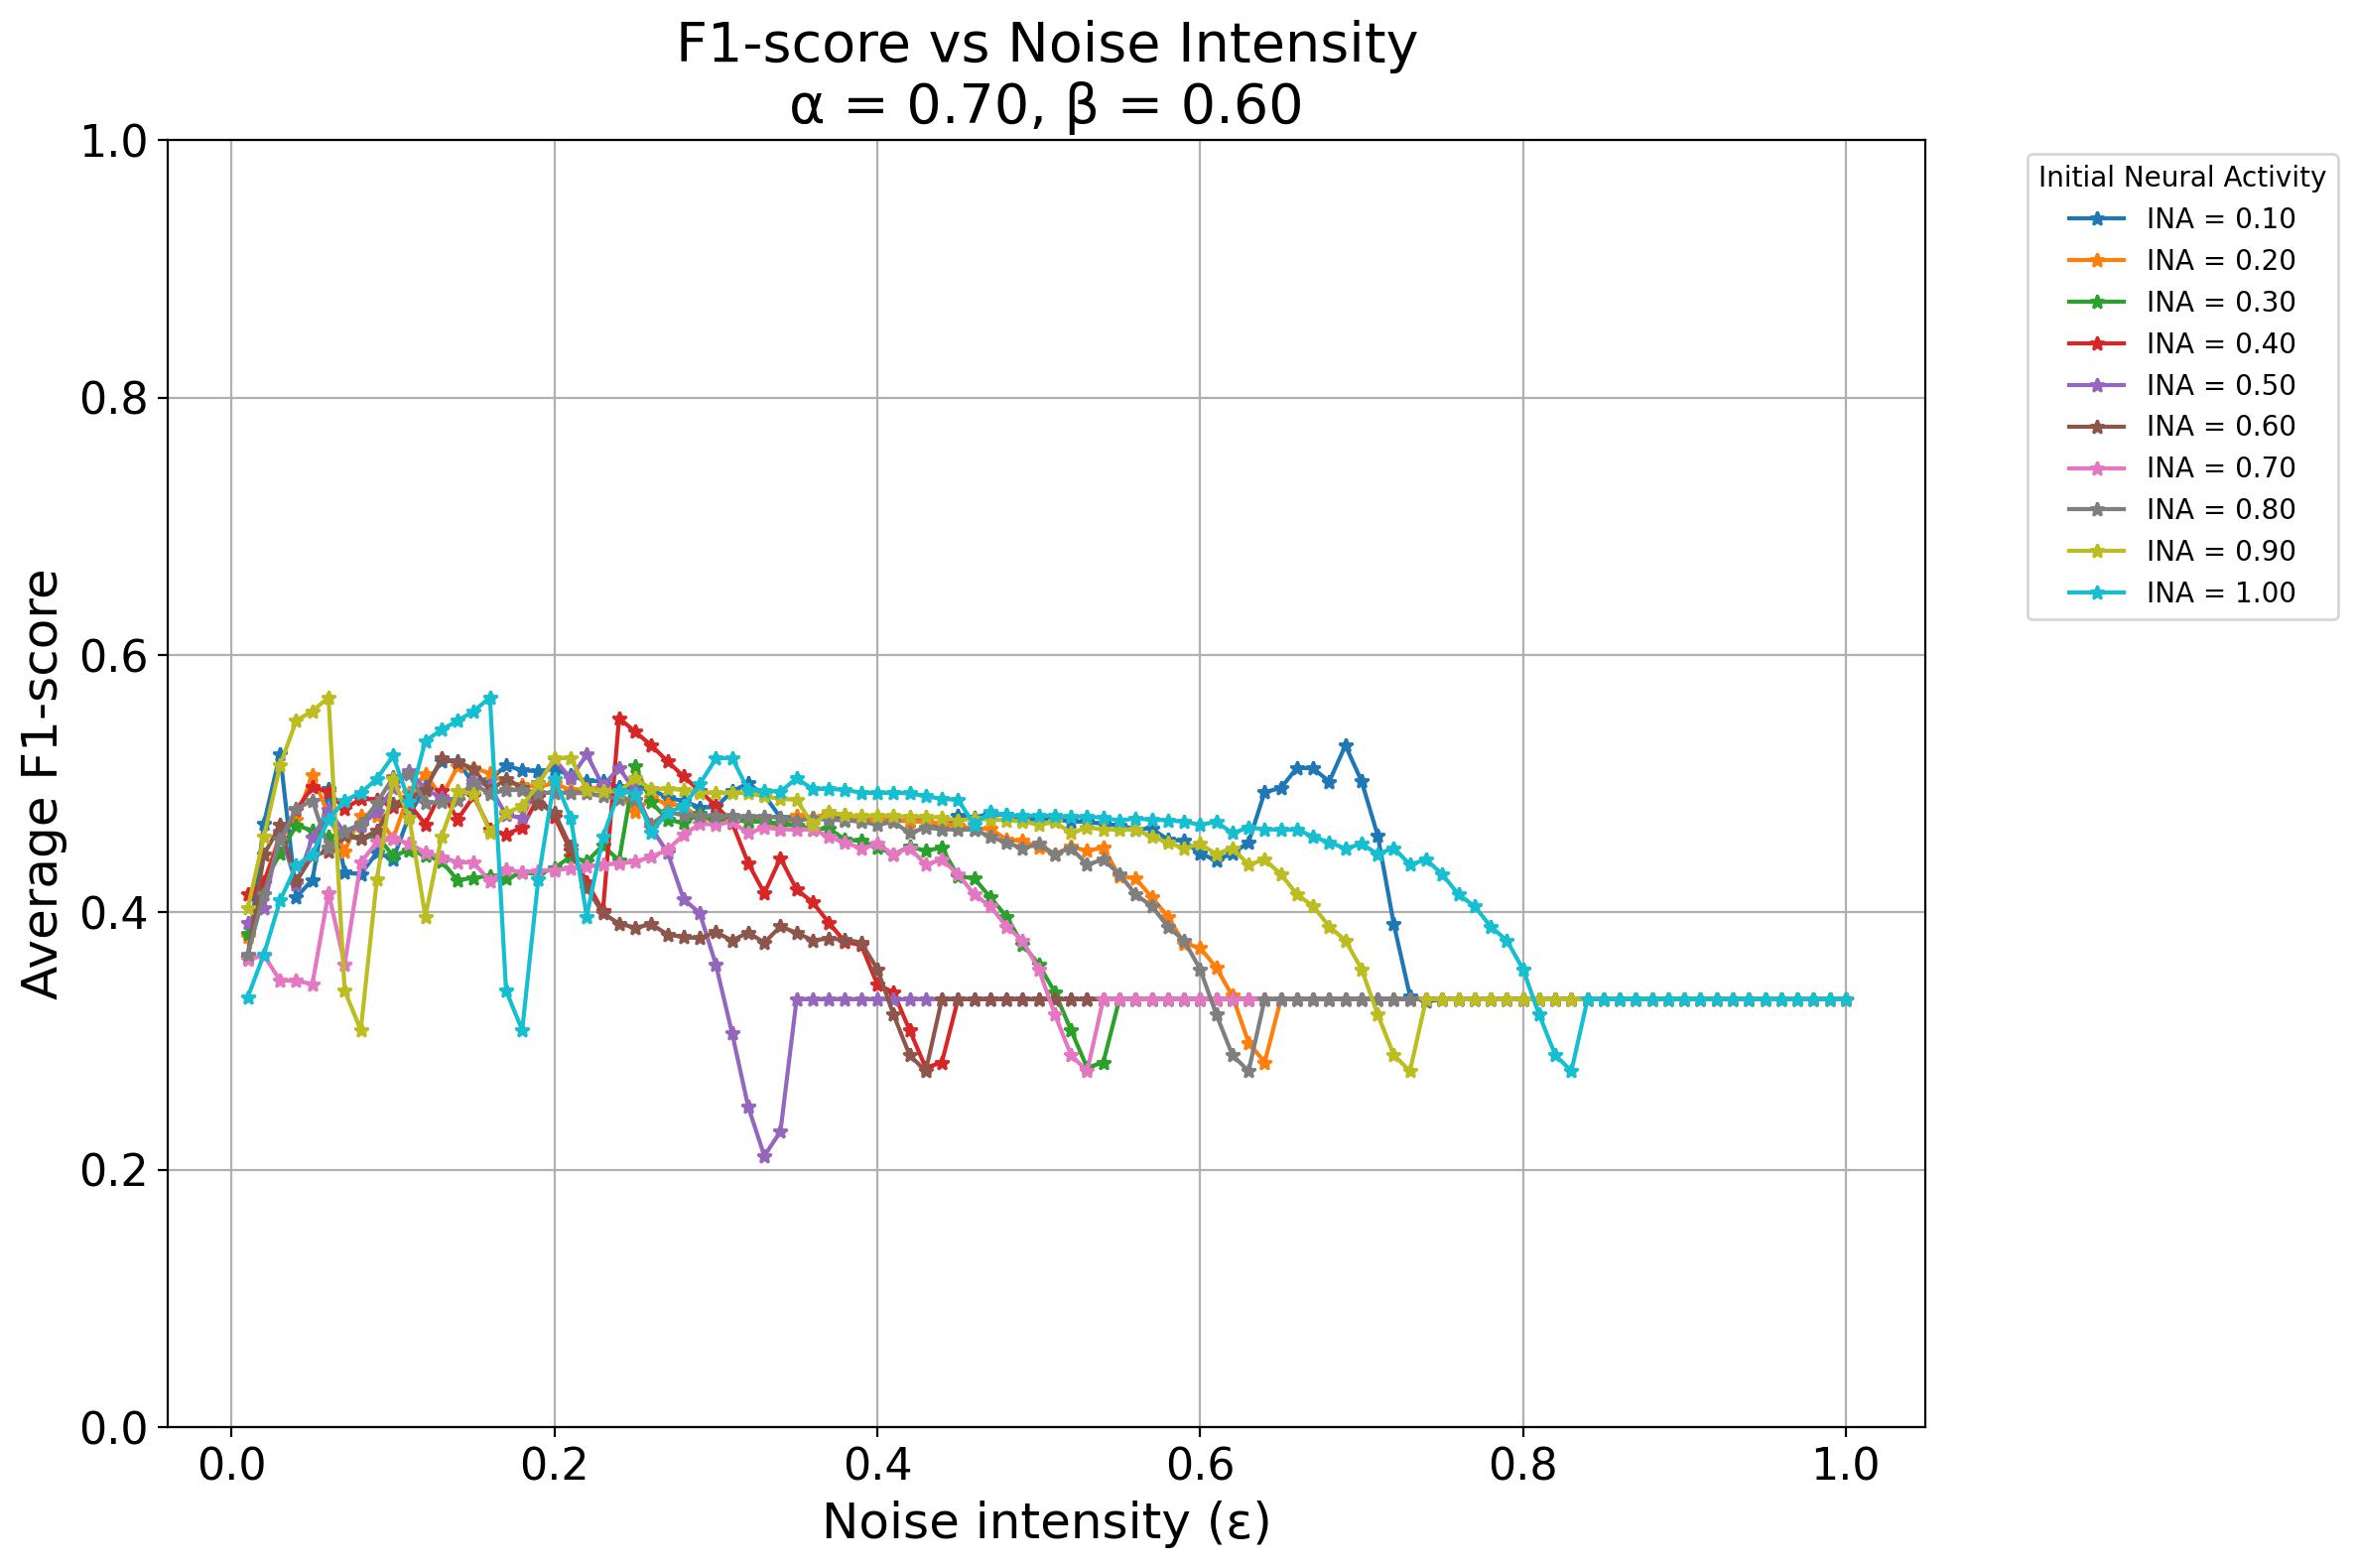 F1-score vs Noise Intensity
α = 0.70, β = 0.60
1.0
0.8
0.6
0.4
0.2
0.0
Average F1-score
0.0 0.2 0.4 0.6 0.8 1.0
Noise intensity (ε)
Initial Neural Activity
INA = 0.10
INA = 0.20
INA = 0.30
INA = 0.40
INA = 0.50
INA = 0.60
INA = 0.70
INA = 0.80
INA = 0.90
INA = 1.00